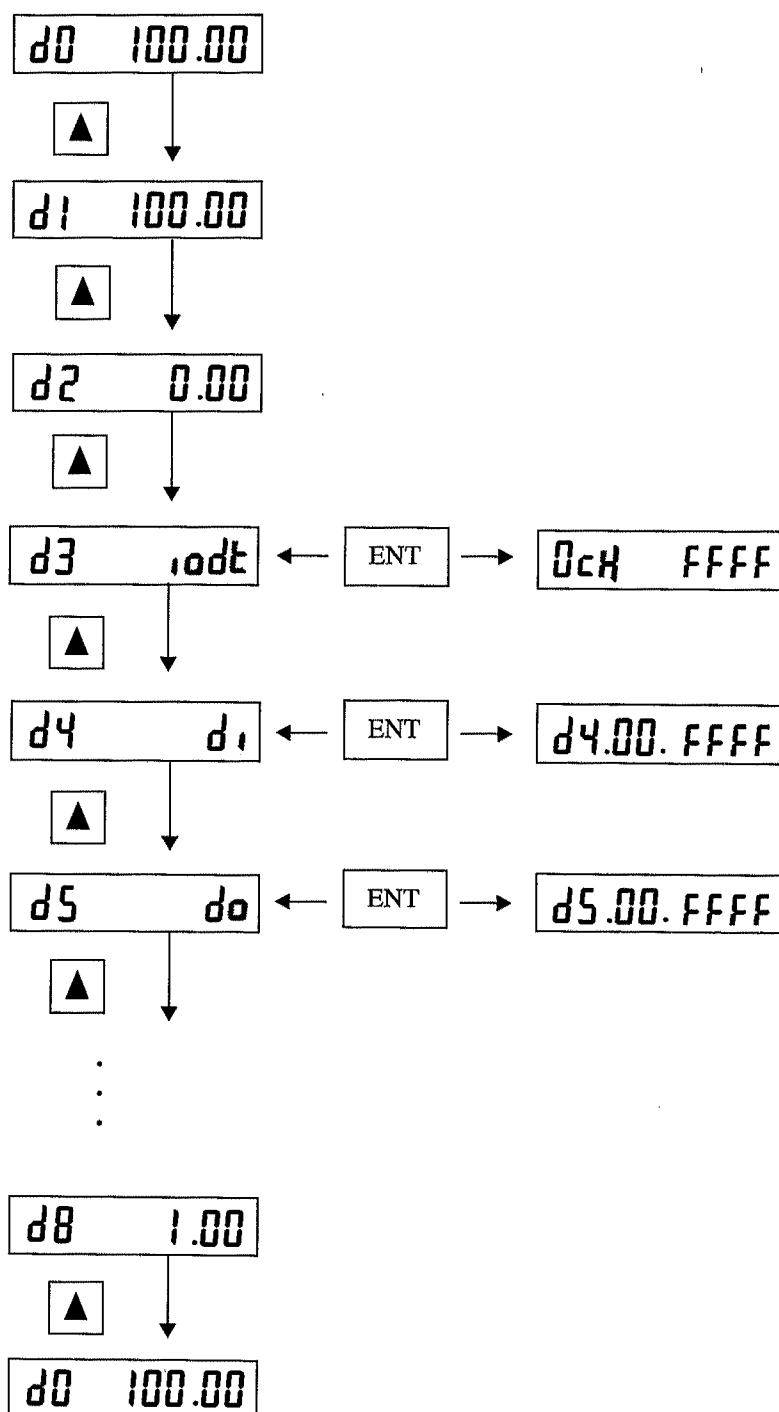 d0 100.00
▲
d1 100.00
▲
d2 0.00
▲
d3 iodt ENT 0cH FFFF
▲
d4 di ENT d4.00. FFFF
▲
d5 do ENT d5.00. FFFF
▲
d8 1.00
▲
d0 100.00